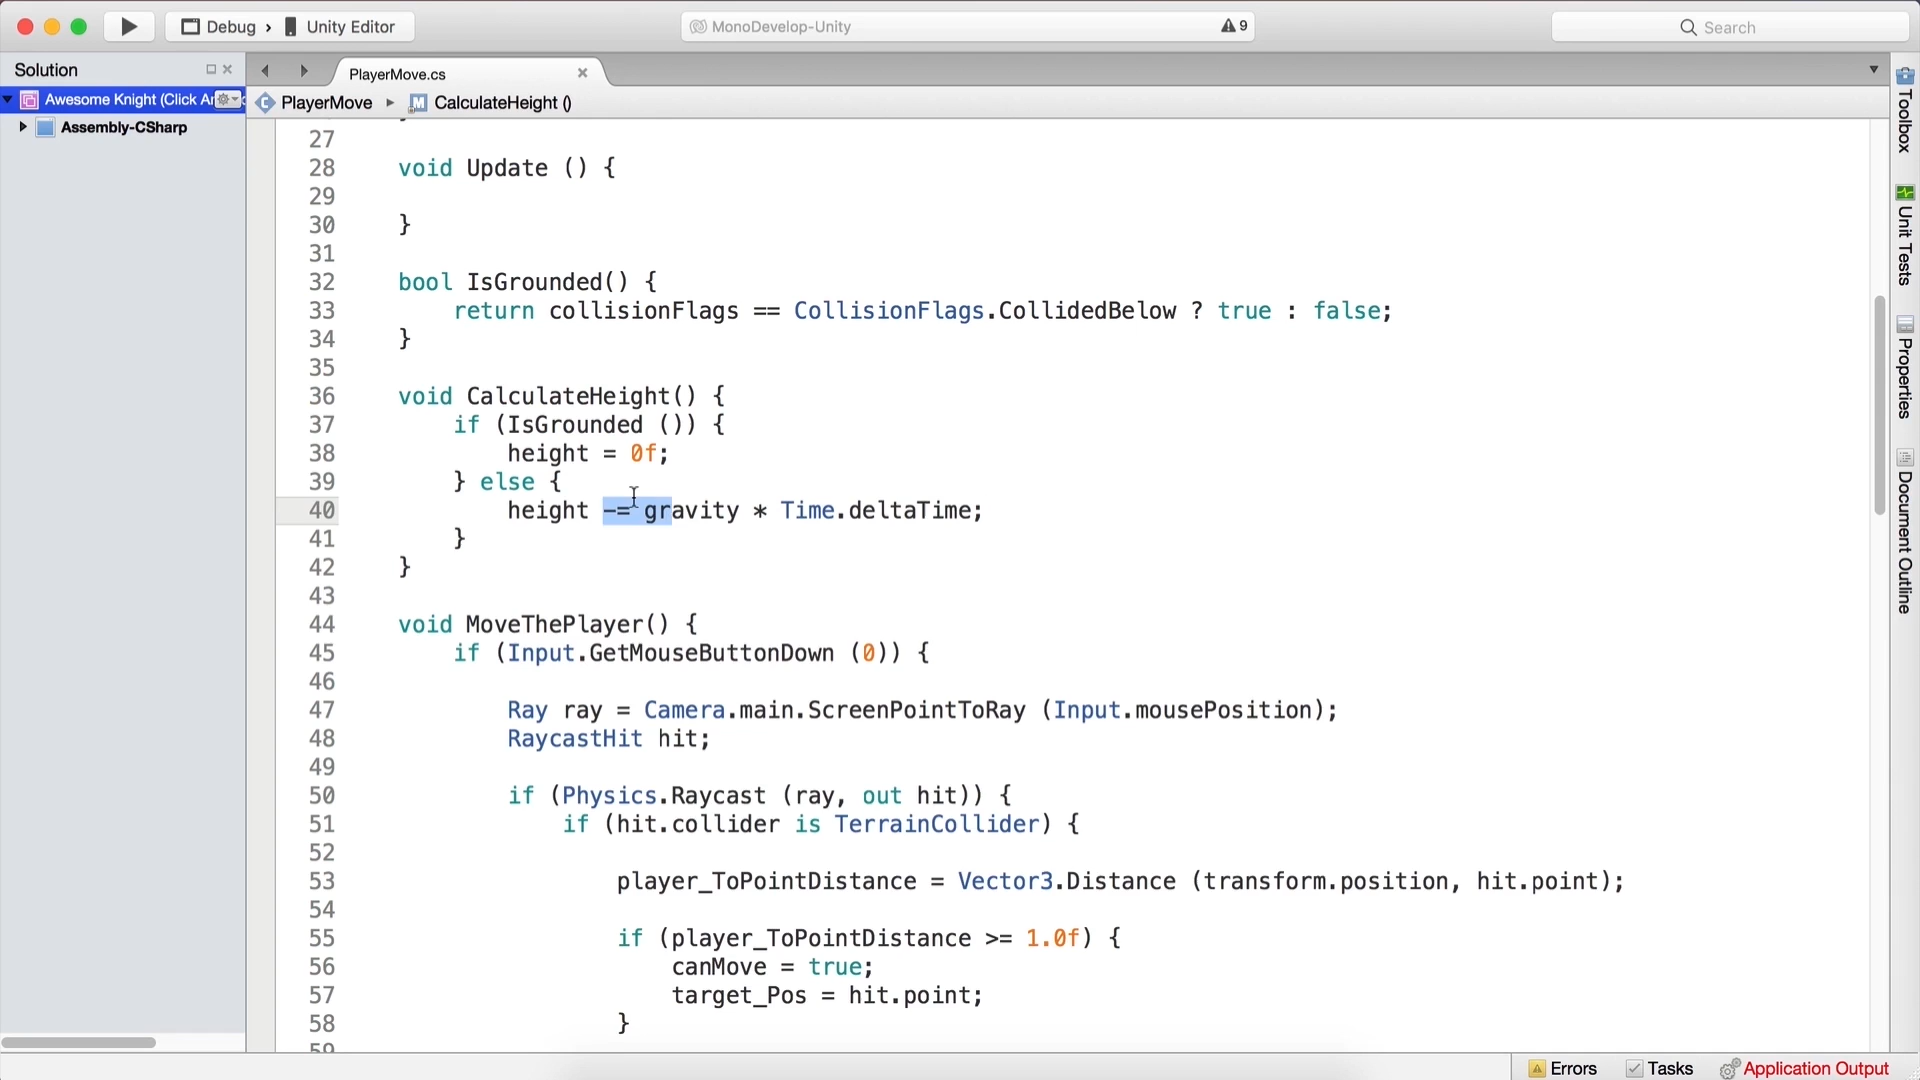 Debug › Unity Editor
MonoDevelop-Unity
9
Search
Solution
PlayerMove.cs
Awesome Knight (Click An
PlayerMove ▸ CalculateHeight ()
Assembly-CSharp
27
28 void Update () {
29
30 }
31
32 bool IsGrounded() {
33 return collisionFlags == CollisionFlags.CollidedBelow ? true : false;
34 }
35
36 void CalculateHeight() {
37 if (IsGrounded ()) {
38 height = 0f;
39 } else {
40 height -= gravity * Time.deltaTime;
41 }
42 }
43
44 void MoveThePlayer() {
45 if (Input.GetMouseButtonDown (0)) {
46
47 Ray ray = Camera.main.ScreenPointToRay (Input.mousePosition);
48 RaycastHit hit;
49
50 if (Physics.Raycast (ray, out hit)) {
51 if (hit.collider is TerrainCollider) {
52
53 player_ToPointDistance = Vector3.Distance (transform.position, hit.point);
54
55 if (player_ToPointDistance >= 1.0f) {
56 canMove = true;
57 target_Pos = hit.point;
58 }
59
Toolbox
Unit Tests
Properties
Document Outline
Errors
Tasks
Application Output